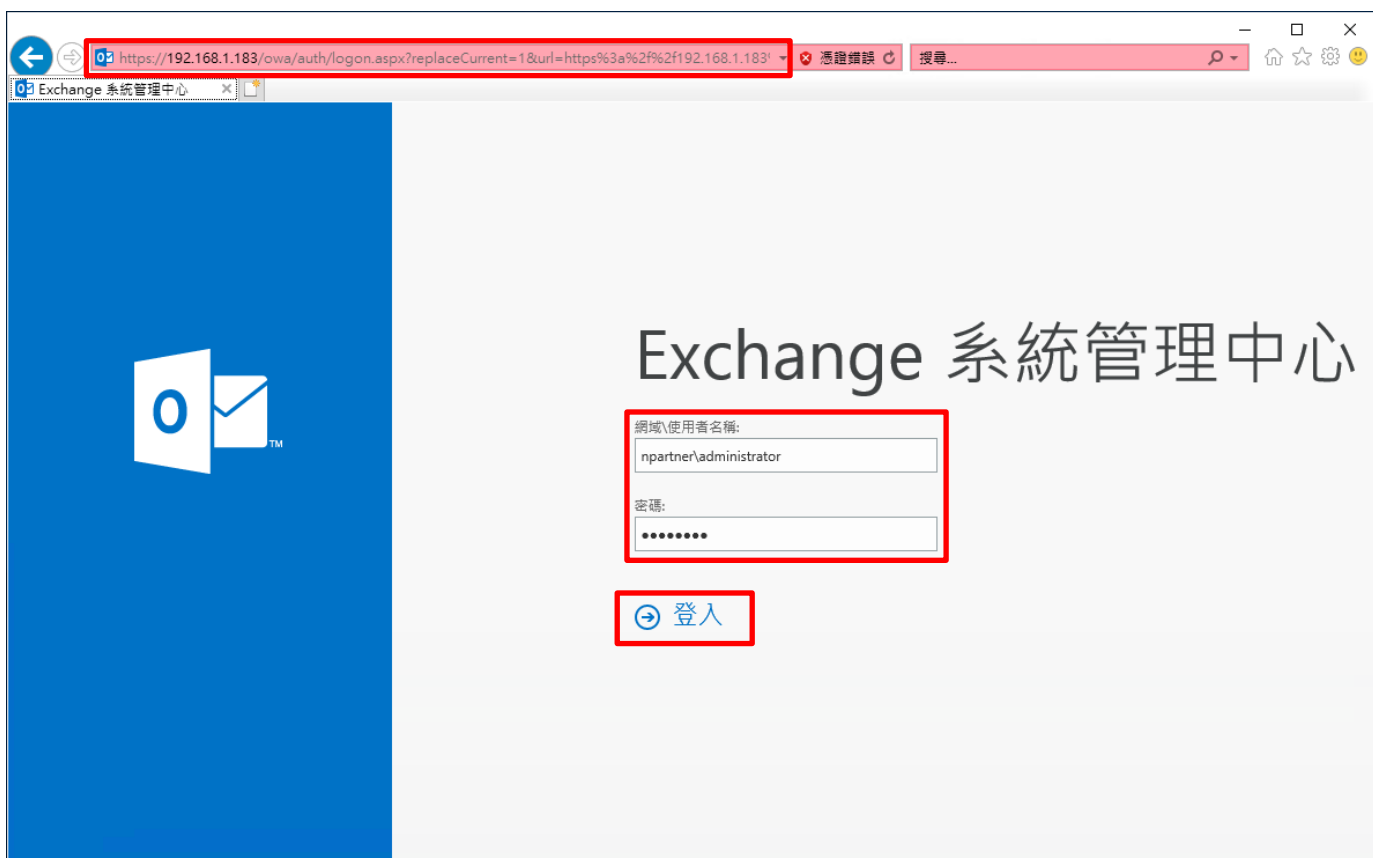 https://192.168.1.183/owa/auth/logon.aspx?replaceCurrent=1&url=https%3a%2f%2f192.168.1.183' 憑證錯誤 搜尋...
Exchange 系統管理中心
Exchange 系統管理中心
網域\使用者名稱:
npartner\administrator
密碼:
••••••••
登入
TM